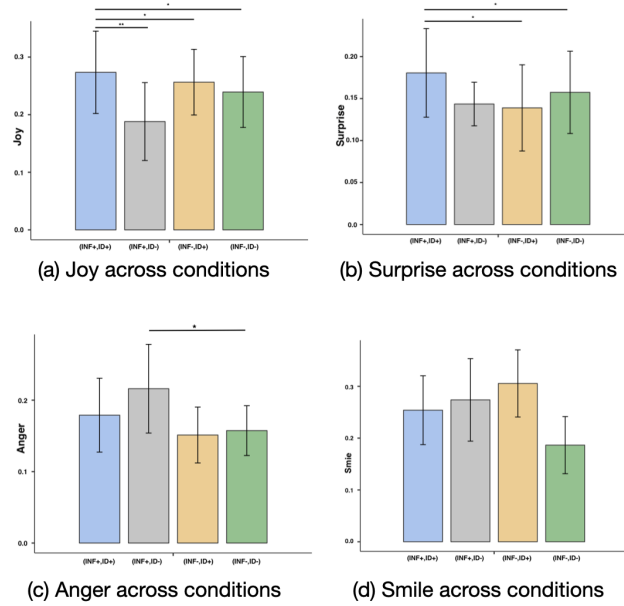 *
*
**
0.3
0.2
0.1
0.0
Joy
(INF+,ID+) (INF+,ID-) (INF-,ID+) (INF-,ID-)
(a) Joy across conditions
*
*
0.20
0.15
0.10
0.05
0.0
Surprise
(INF+,ID+) (INF+,ID-) (INF-,ID+) (INF-,ID-)
(b) Surprise across conditions
*
0.2
0.1
0.0
Anger
(INF+,ID+) (INF+,ID-) (INF-,ID+) (INF-,ID-)
(c) Anger across conditions
0.3
0.2
0.1
0.0
Smie
(INF+,ID+) (INF+,ID-) (INF-,ID+) (INF-,ID-)
(d) Smile across conditions